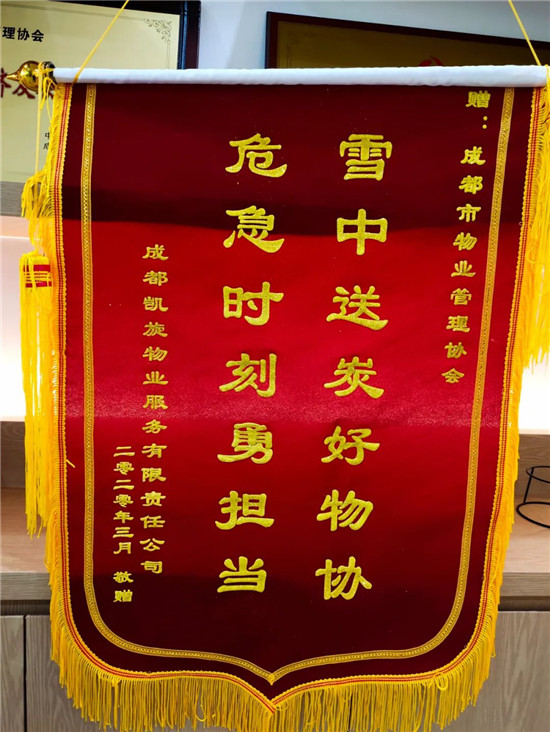 赠：成都市物业管理协会
雪中送炭好物协
危急时刻勇担当
成都凯旋物业服务有限责任公司
二零二零年三月 敬赠
理协会